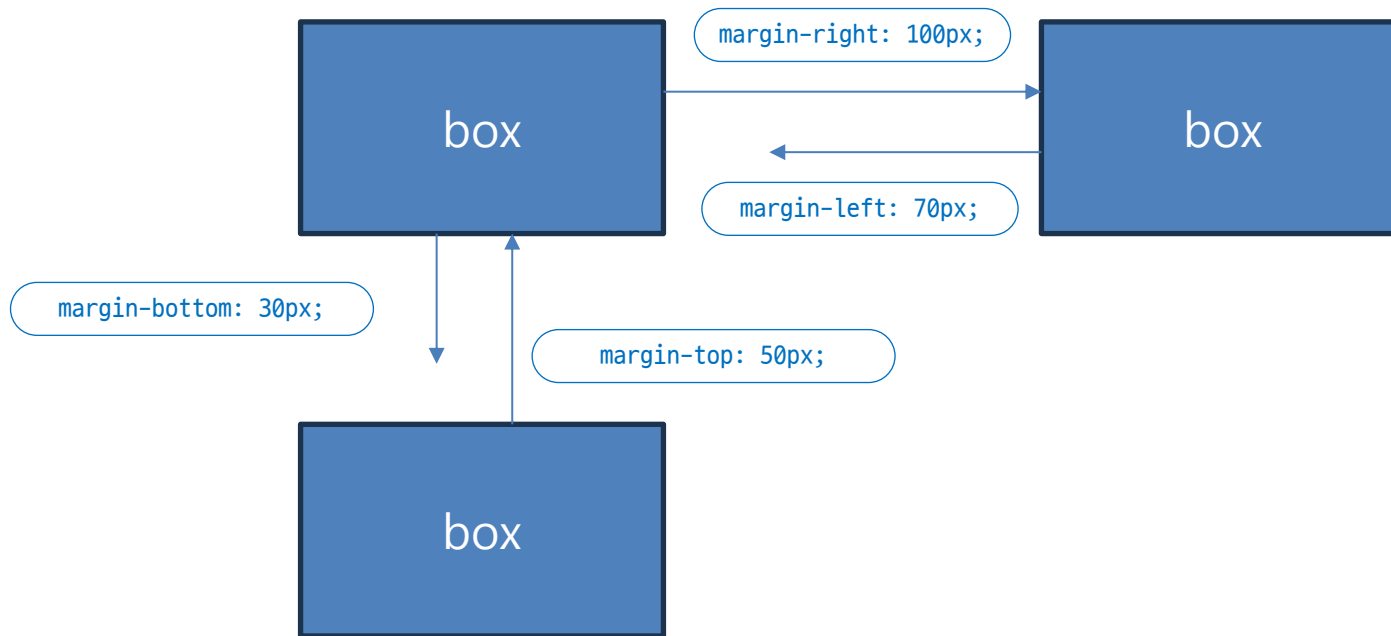 margin-right: 100px;
box
box
margin-left: 70px;
margin-bottom: 30px;
margin-top: 50px;
box